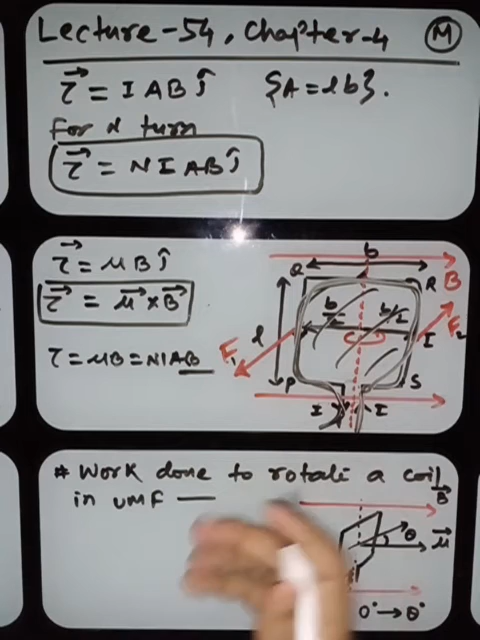 Lecture-54, Chapter-4 M
τ⃗ = I A B ĵ {A = l b}.
For N turn
τ⃗ = N I A B ĵ
τ⃗ = M B ĵ
τ⃗ = M⃗ × B⃗
τ = MB = NIAB
b
Q R B
b/2 b/2
l F₂
F₁ I
P S
I I
* Work done to rotate a coil
in UMF —
B⃗
θ
M⃗
0° → θ°